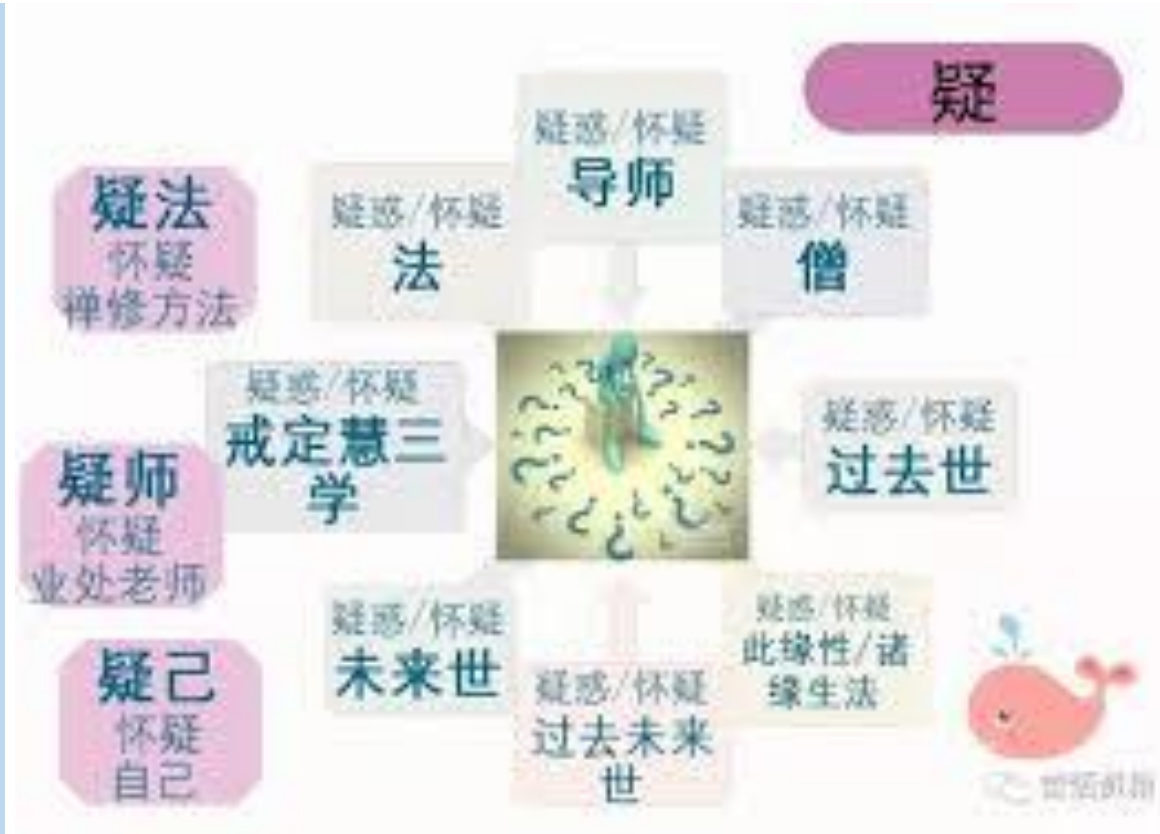 疑
疑惑/怀疑
导师
疑惑/怀疑
法
疑惑/怀疑
僧
疑法
怀疑
禅修方法
疑惑/怀疑
戒定慧三
学
疑惑/怀疑
过去世
疑师
怀疑
业处老师
疑惑/怀疑
未来世
疑惑/怀疑
过去未来
世
疑惑/怀疑
此缘性/诸
缘生法
疑己
怀疑
自己